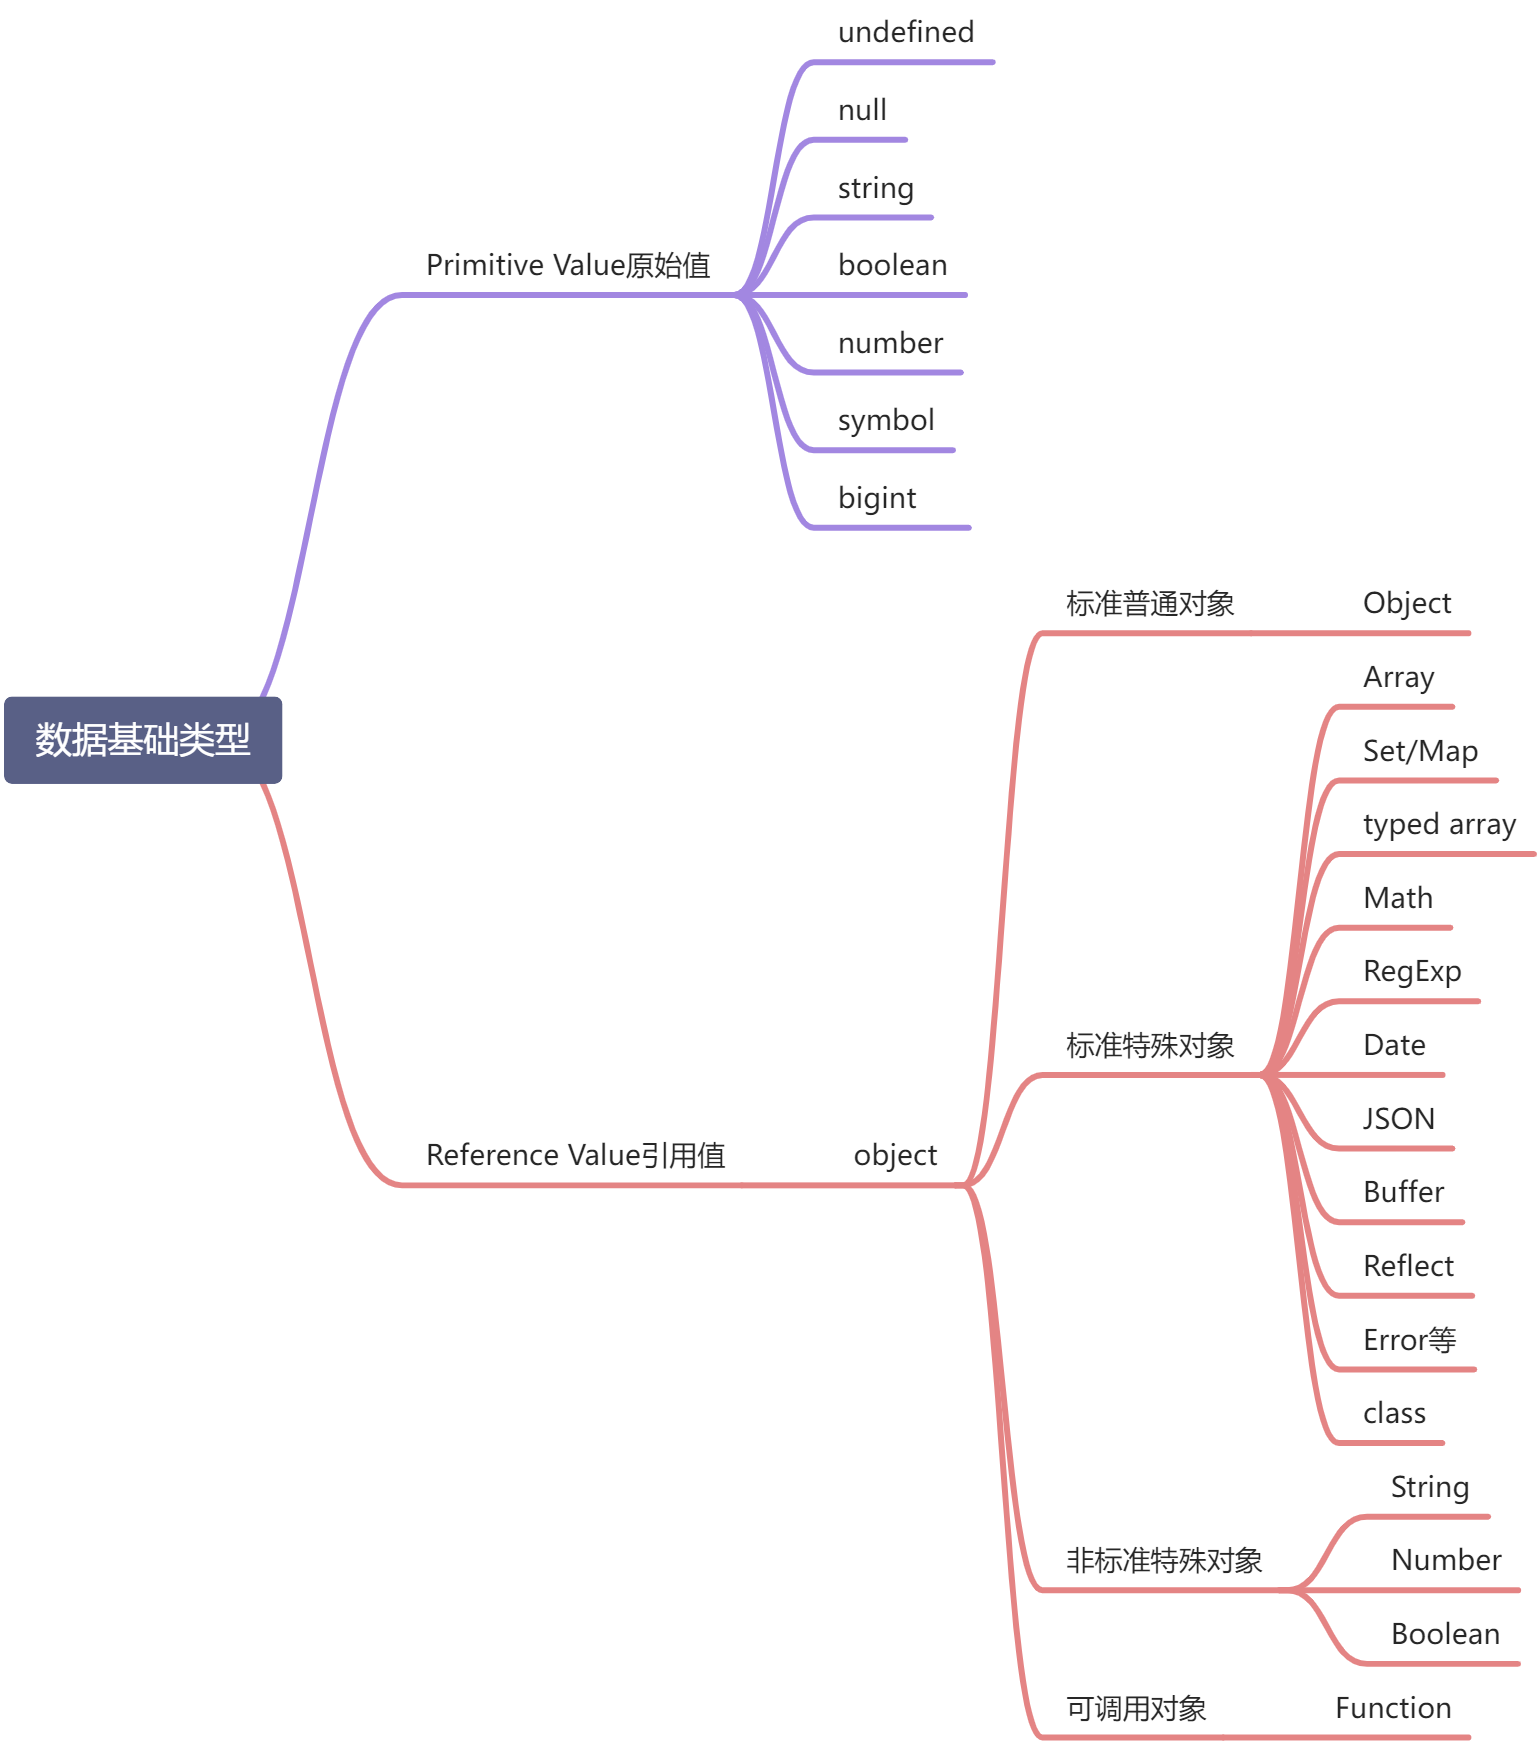 数据基础类型
Primitive Value原始值
undefined
null
string
boolean
number
symbol
bigint
Reference Value引用值
object
标准普通对象
Object
标准特殊对象
Array
Set/Map
typed array
Math
RegExp
Date
JSON
Buffer
Reflect
Error等
class
非标准特殊对象
String
Number
Boolean
可调用对象
Function